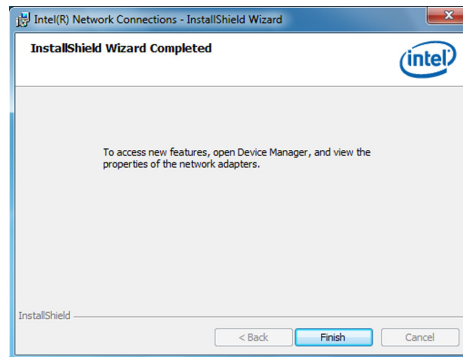 Intel(R) Network Connections - InstallShield Wizard
InstallShield Wizard Completed
intel
To access new features, open Device Manager, and view the
properties of the network adapters.
InstallShield
< Back
Finish
Cancel